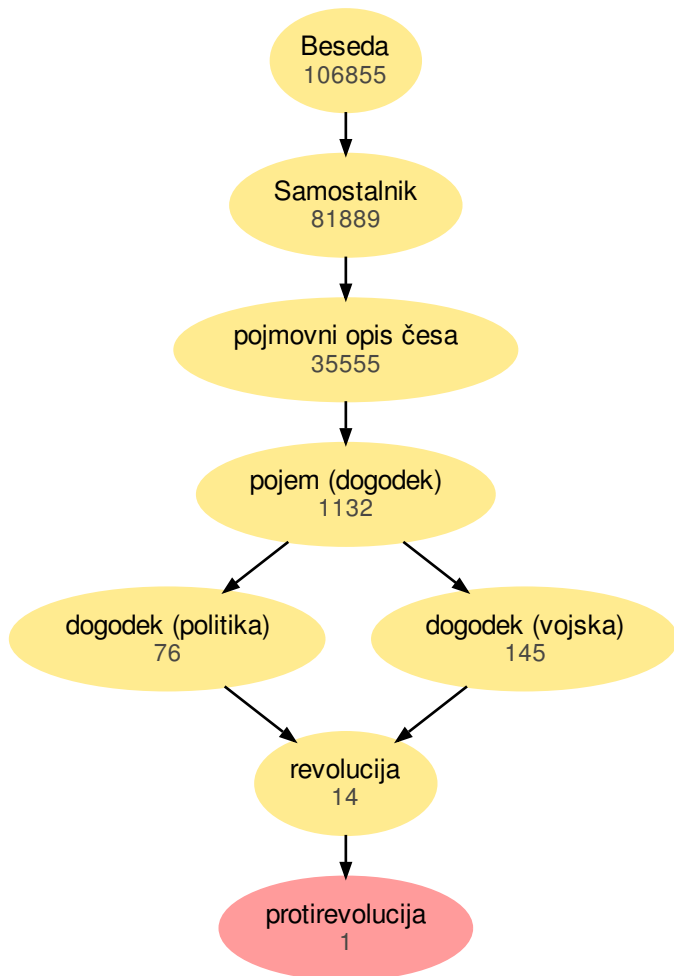 Beseda
106855
Samostalnik
81889
pojmovni opis česa
35555
pojem (dogodek)
1132
dogodek (politika)
76
dogodek (vojska)
145
revolucija
14
protirevolucija
1